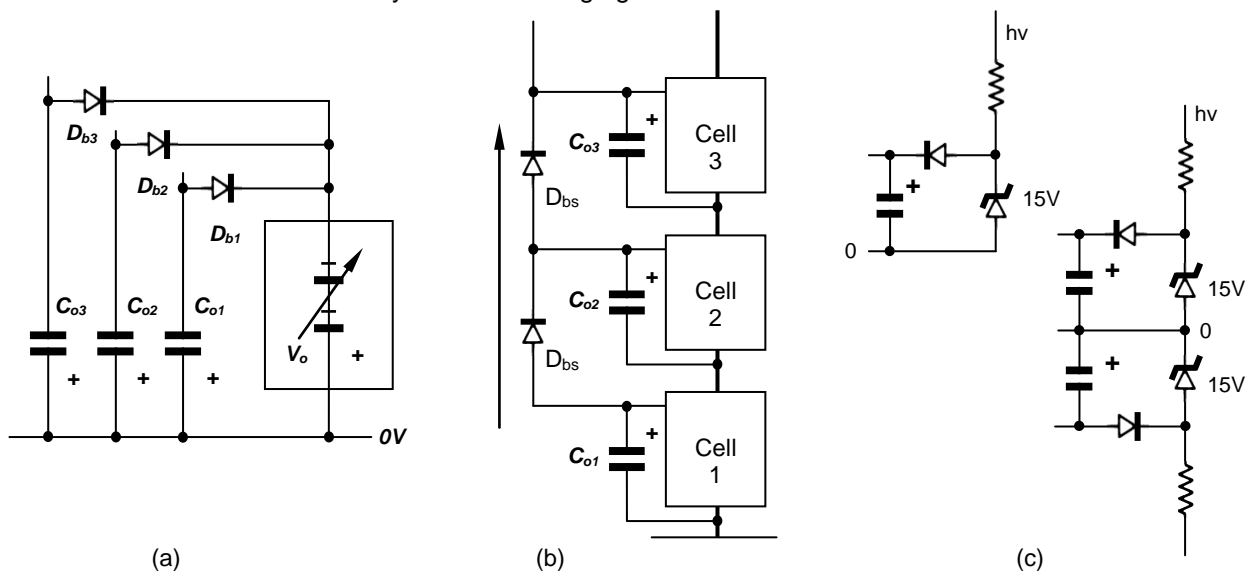 D_b3
D_b2
D_b1
C_o3
C_o2
C_o1
+
+
+
V_o
+
0V
(a)
C_o3
+
Cell
3
D_bs
C_o2
+
Cell
2
D_bs
C_o1
+
Cell
1
(b)
hv
+
15V
0
hv
+
15V
0
+
15V
(c)